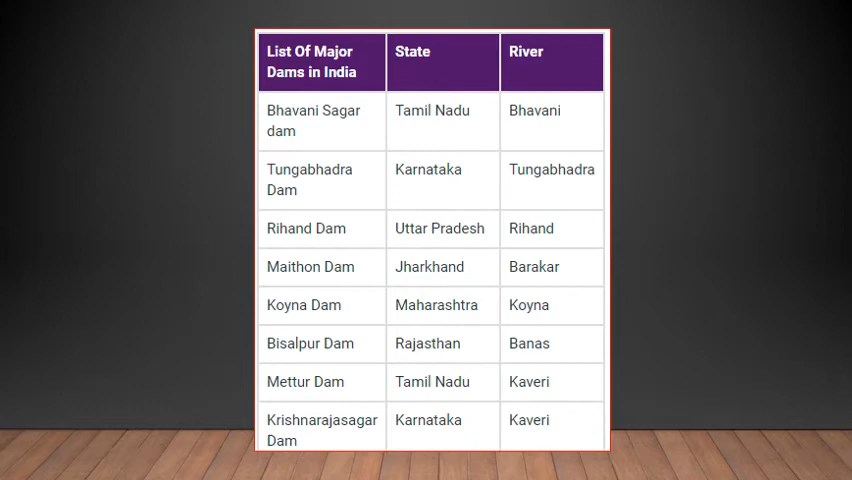 List Of Major State River
Dams in India
Bhavani Sagar Tamil Nadu Bhavani
dam
Tungabhadra Karnataka Tungabhadra
Dam
Rihand Dam Uttar Pradesh Rihand
Maithon Dam Jharkhand Barakar
Koyna Dam Maharashtra Koyna
Bisalpur Dam Rajasthan Banas
Mettur Dam Tamil Nadu Kaveri
Krishnarajasagar Karnataka Kaveri
Dam